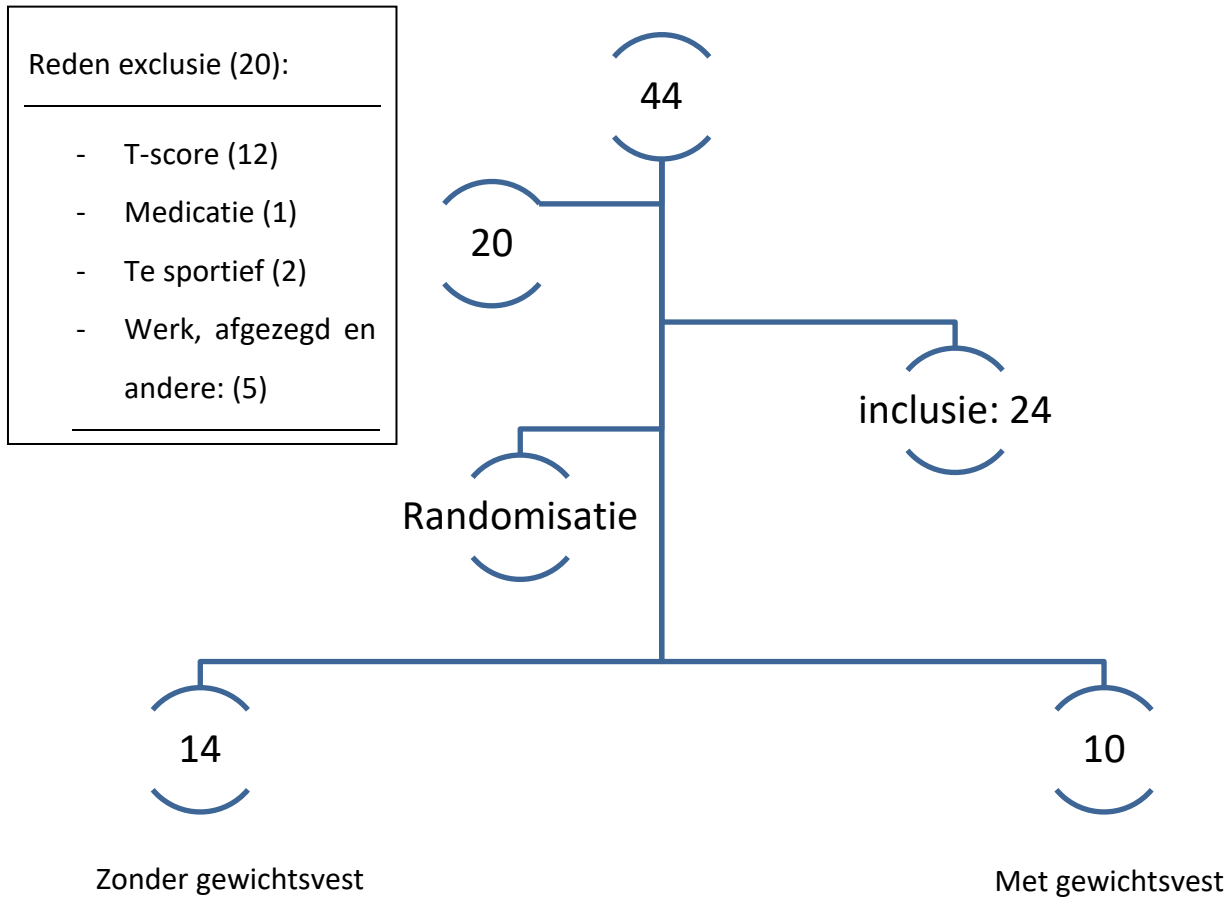 Reden exclusie (20):
- T-score (12)
- Medicatie (1)
- Te sportief (2)
- Werk, afgezegd en
andere: (5)
44
20
inclusie: 24
Randomisatie
14
10
Zonder gewichtsvest
Met gewichtsvest